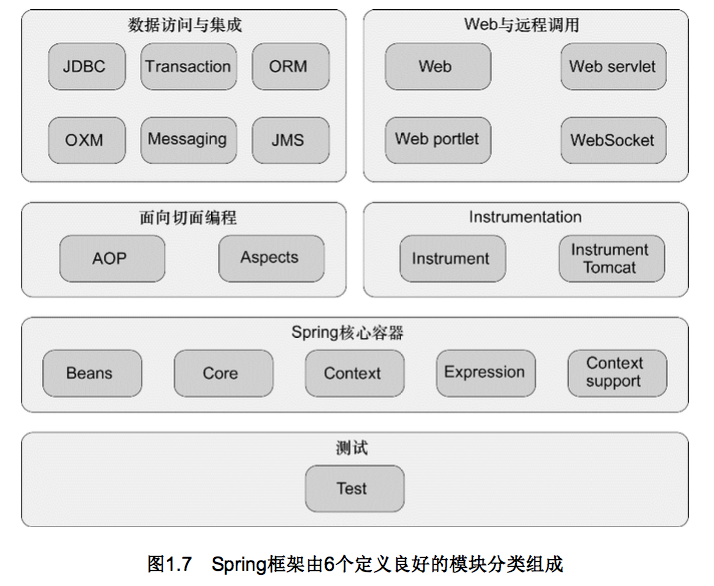 数据访问与集成
JDBC
Transaction
ORM
OXM
Messaging
JMS
Web与远程调用
Web
Web servlet
Web portlet
WebSocket
面向切面编程
AOP
Aspects
Instrumentation
Instrument
Instrument
Tomcat
Spring核心容器
Beans
Core
Context
Expression
Context
support
测试
Test
图1.7 Spring框架由6个定义良好的模块分类组成